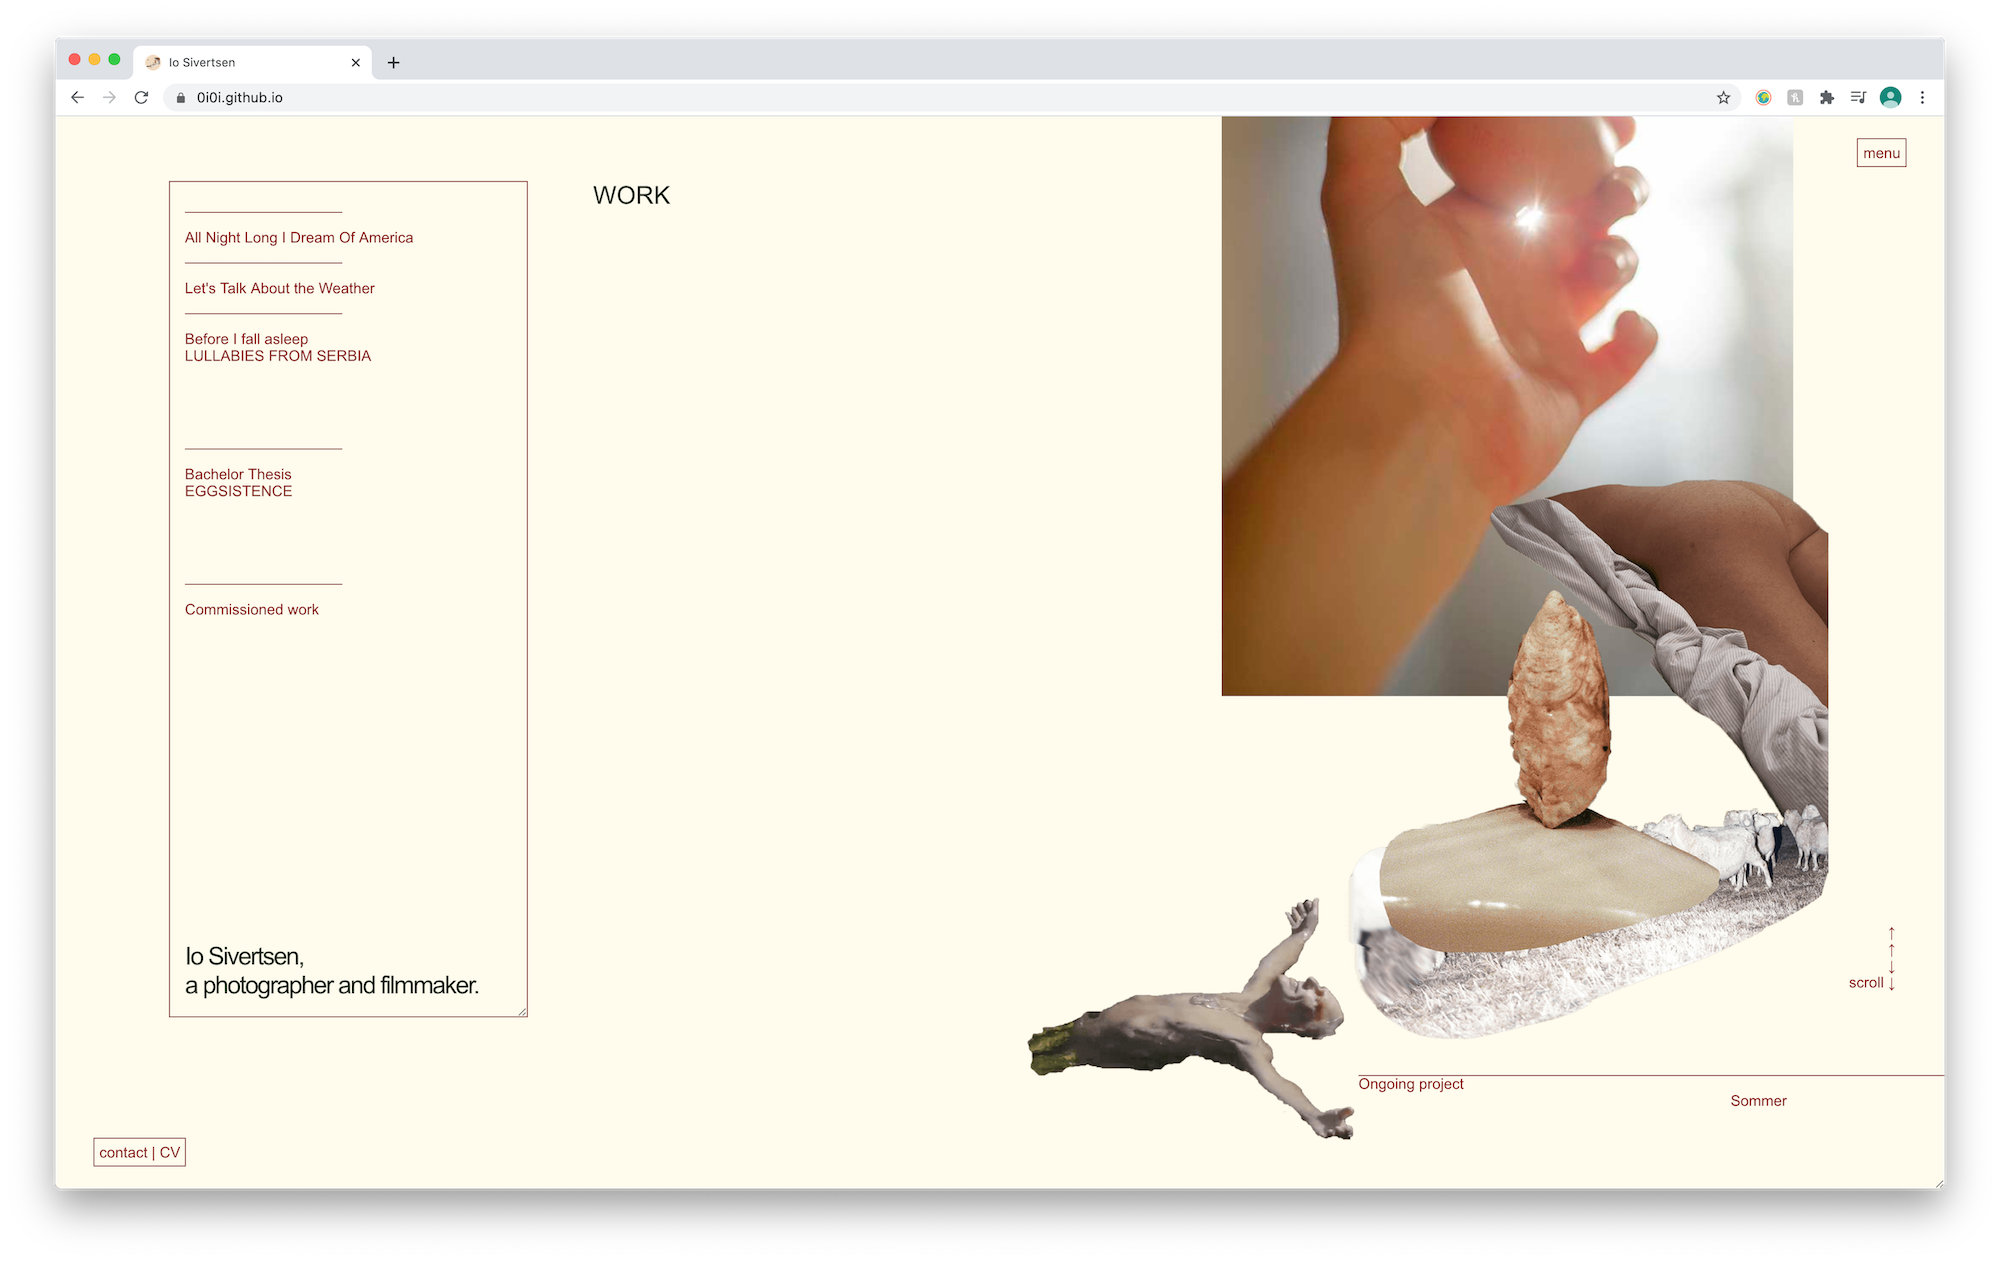 Io Sivertsen
0i0i.github.io
menu
WORK
All Night Long I Dream Of America
Let's Talk About the Weather
Before I fall asleep
LULLABIES FROM SERBIA
Bachelor Thesis
EGGSISTENCE
Commissioned work
Io Sivertsen,
a photographer and filmmaker.
scroll ↓
Ongoing project
Sommer
contact | CV